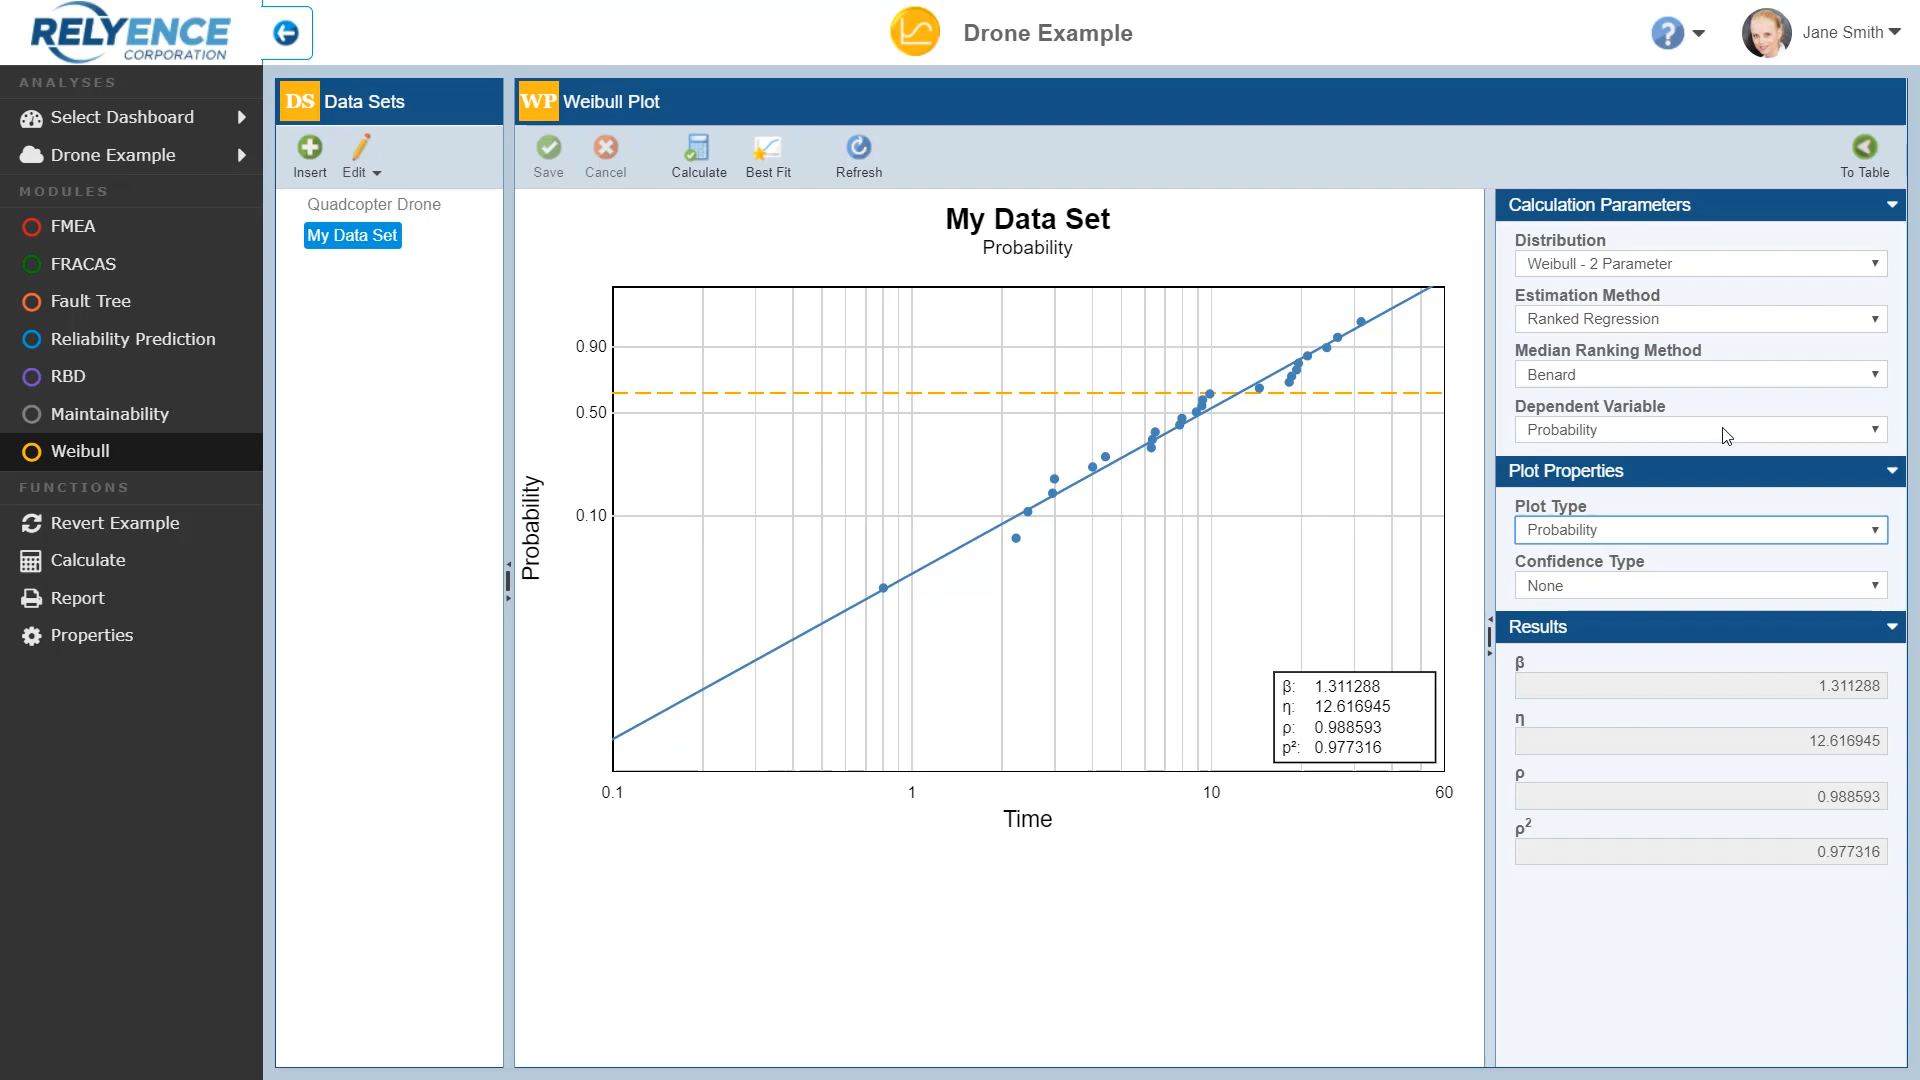 RELYENCE
CORPORATION
Drone Example
?
Jane Smith
ANALYSES
Select Dashboard
Drone Example
MODULES
FMEA
FRACAS
Fault Tree
Reliability Prediction
RBD
Maintainability
Weibull
FUNCTIONS
Revert Example
Calculate
Report
Properties
DS Data Sets
Insert
Edit
Quadcopter Drone
My Data Set
WP Weibull Plot
Save
Cancel
Calculate
Best Fit
Refresh
To Table
My Data Set
Probability
0.90
0.50
0.10
Probability
0.1
1
10
60
Time
β: 1.311288
η: 12.616945
ρ: 0.988593
p²: 0.977316
Calculation Parameters
Distribution
Weibull - 2 Parameter
Estimation Method
Ranked Regression
Median Ranking Method
Benard
Dependent Variable
Probability
Plot Properties
Plot Type
Probability
Confidence Type
None
Results
β
1.311288
η
12.616945
ρ
0.988593
ρ²
0.977316